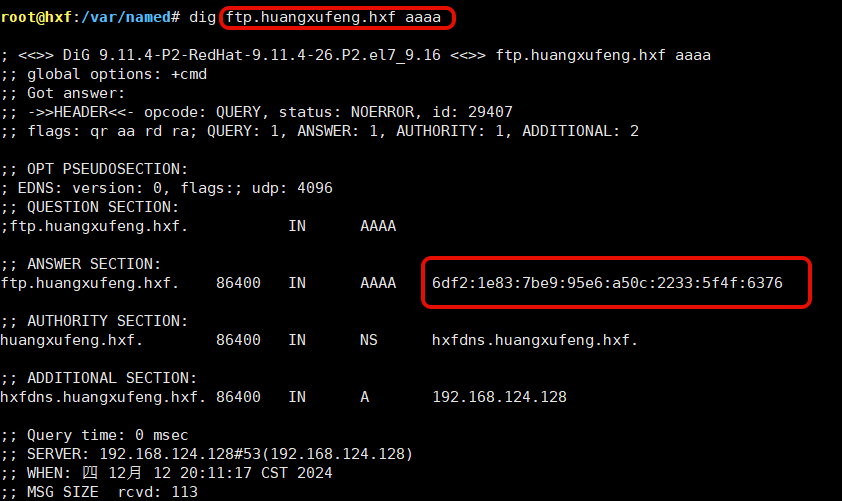 root@hxf:/var/named# dig ftp.huangxufeng.hxf aaaa
; <<>> DiG 9.11.4-P2-RedHat-9.11.4-26.P2.el7_9.16 <<>> ftp.huangxufeng.hxf aaaa
;; global options: +cmd
;; Got answer:
;; ->>HEADER<<- opcode: QUERY, status: NOERROR, id: 29407
;; flags: qr aa rd ra; QUERY: 1, ANSWER: 1, AUTHORITY: 1, ADDITIONAL: 2
;; OPT PSEUDOSECTION:
; EDNS: version: 0, flags:; udp: 4096
;; QUESTION SECTION:
;ftp.huangxufeng.hxf. IN AAAA
;; ANSWER SECTION:
ftp.huangxufeng.hxf. 86400 IN AAAA 6df2:1e83:7be9:95e6:a50c:2233:5f4f:6376
;; AUTHORITY SECTION:
huangxufeng.hxf. 86400 IN NS hxfdns.huangxufeng.hxf.
;; ADDITIONAL SECTION:
hxfdns.huangxufeng.hxf. 86400 IN A 192.168.124.128
;; Query time: 0 msec
;; SERVER: 192.168.124.128#53(192.168.124.128)
;; WHEN: 四 12月 12 20:11:17 CST 2024
;; MSG SIZE rcvd: 113